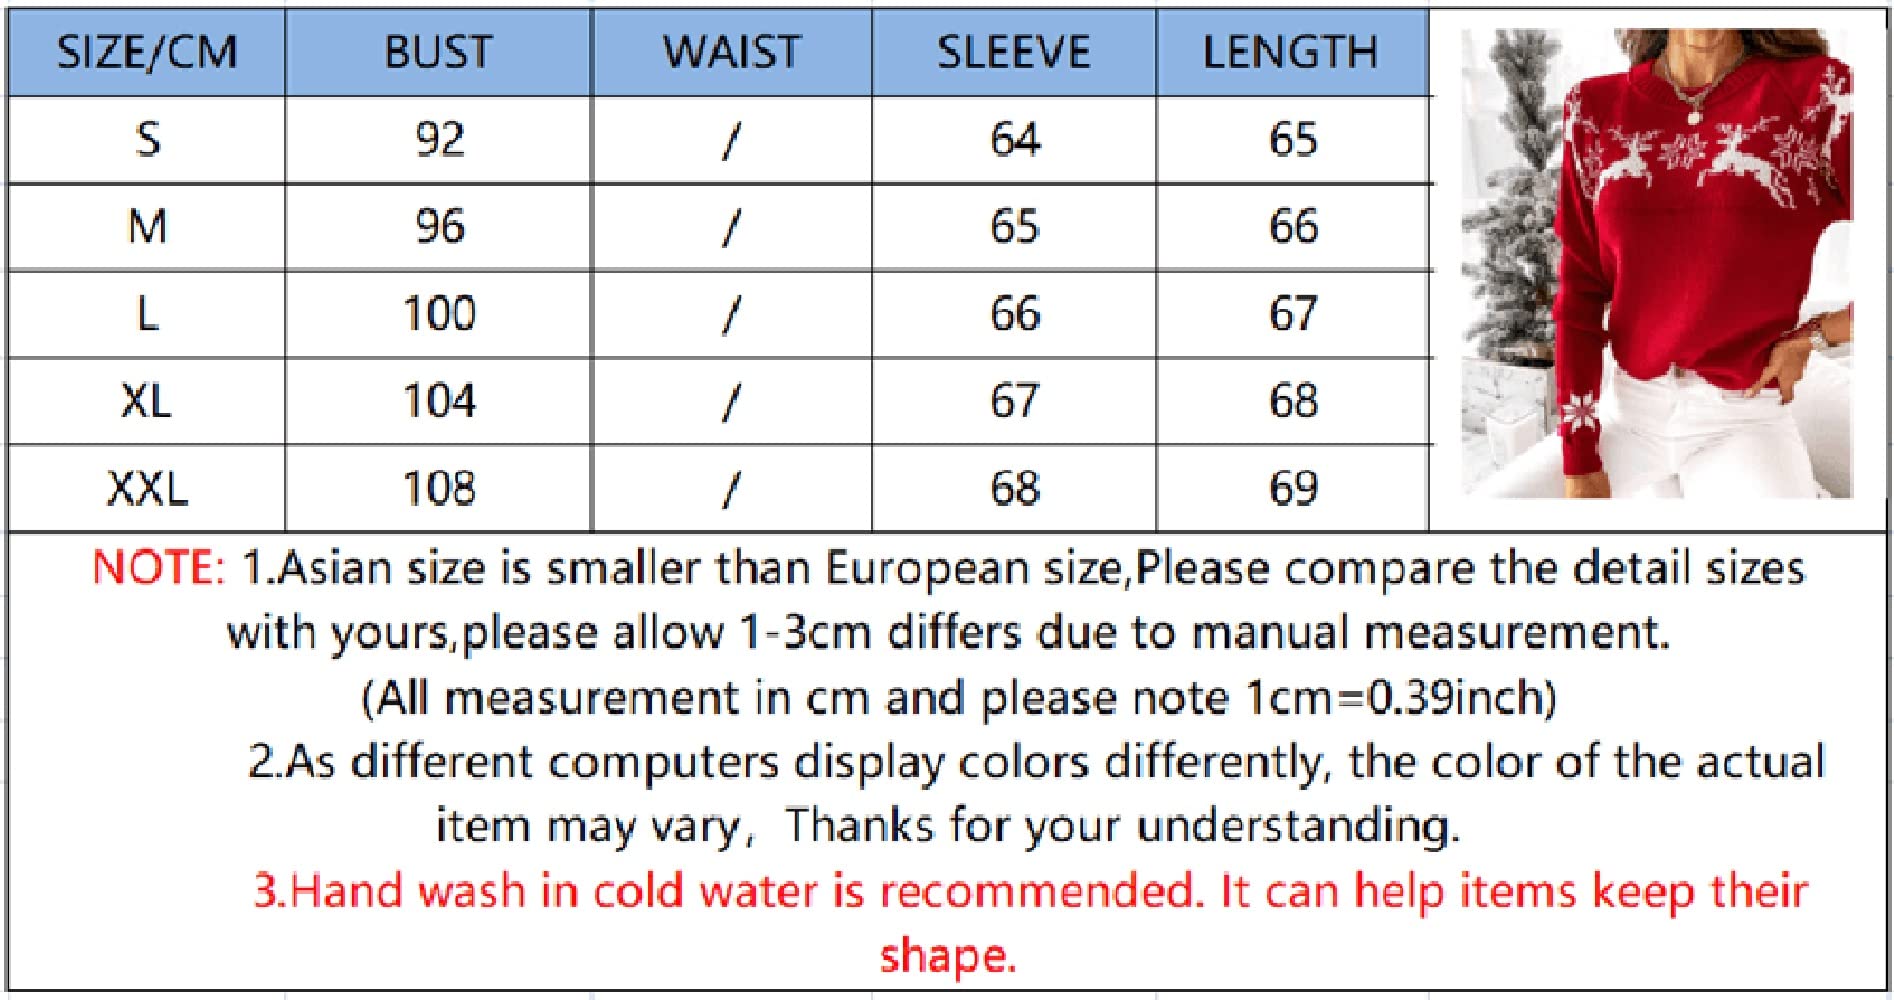 SIZE/CM BUST WAIST SLEEVE LENGTH
S 92 / 64 65
M 96 / 65 66
L 100 / 66 67
XL 104 / 67 68
XXL 108 / 68 69
NOTE: 1.Asian size is smaller than European size,Please compare the detail sizes
with yours,please allow 1-3cm differs due to manual measurement.
(All measurement in cm and please note 1cm=0.39inch)
2.As different computers display colors differently, the color of the actual
item may vary,  Thanks for your understanding.
3.Hand wash in cold water is recommended. It can help items keep their
shape.